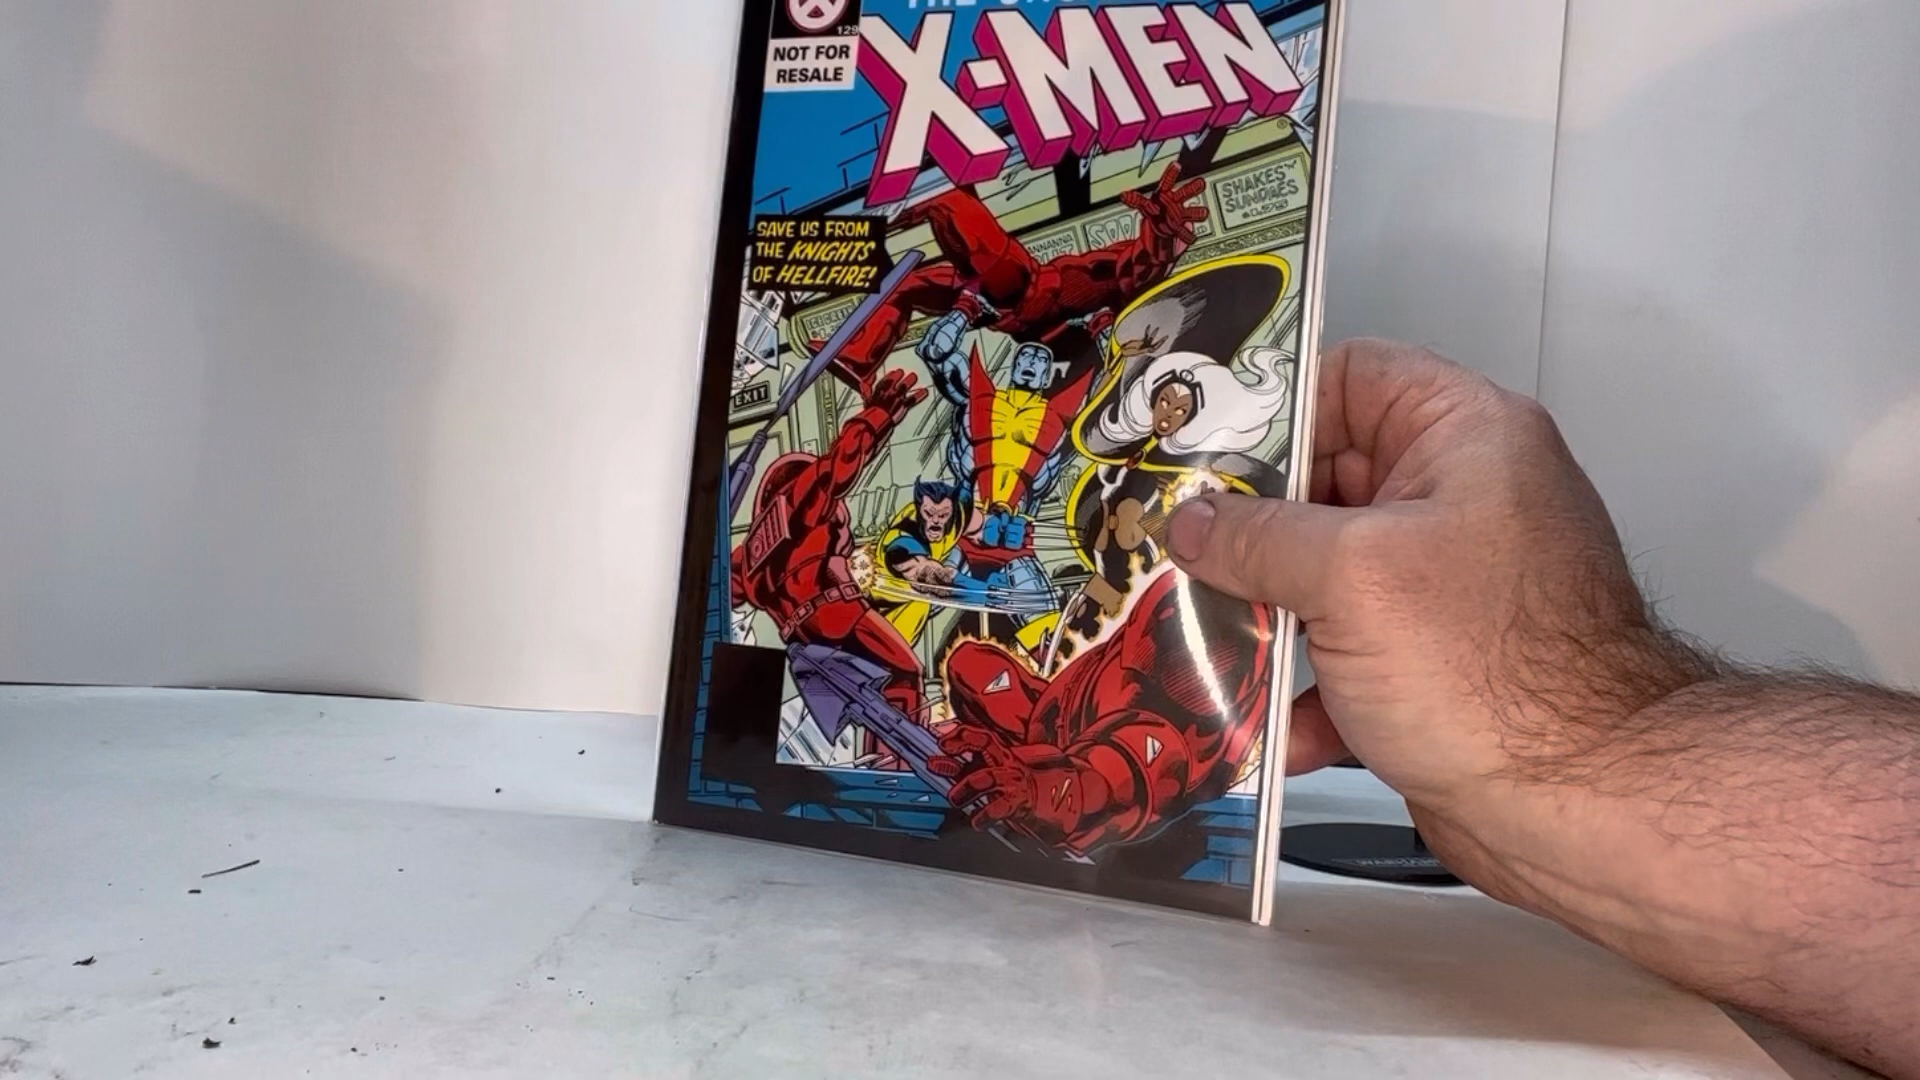 129
NOT FOR
RESALE
X-MEN
SHAKES
SUNDAES
SAVE US FROM
THE KNIGHTS
OF HELLFIRE!
EXIT